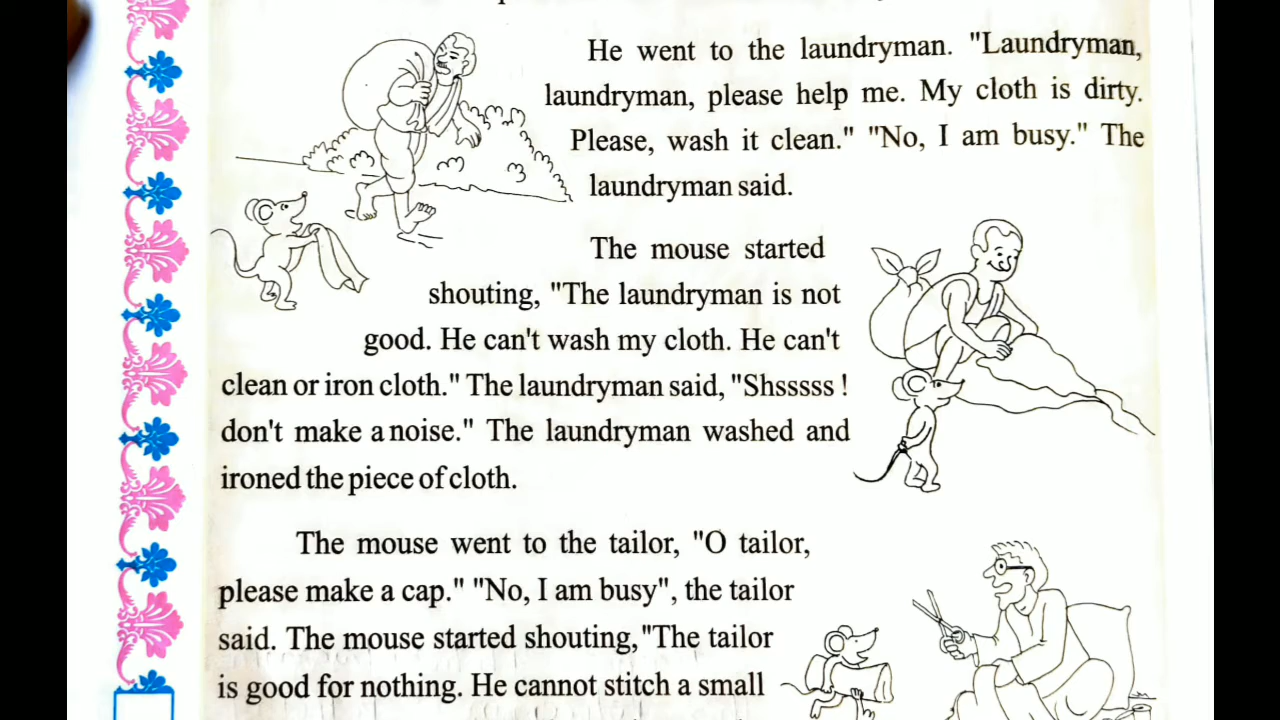 He went to the laundryman. "Laundryman,
laundryman, please help me. My cloth is dirty.
Please, wash it clean." "No, I am busy." The
laundryman said.
The mouse started
shouting, "The laundryman is not
good. He can't wash my cloth. He can't
clean or iron cloth." The laundryman said, "Shsssss !
don't make a noise." The laundryman washed and
ironed the piece of cloth.
The mouse went to the tailor, "O tailor,
please make a cap." "No, I am busy", the tailor
said. The mouse started shouting,"The tailor
is good for nothing. He cannot stitch a small